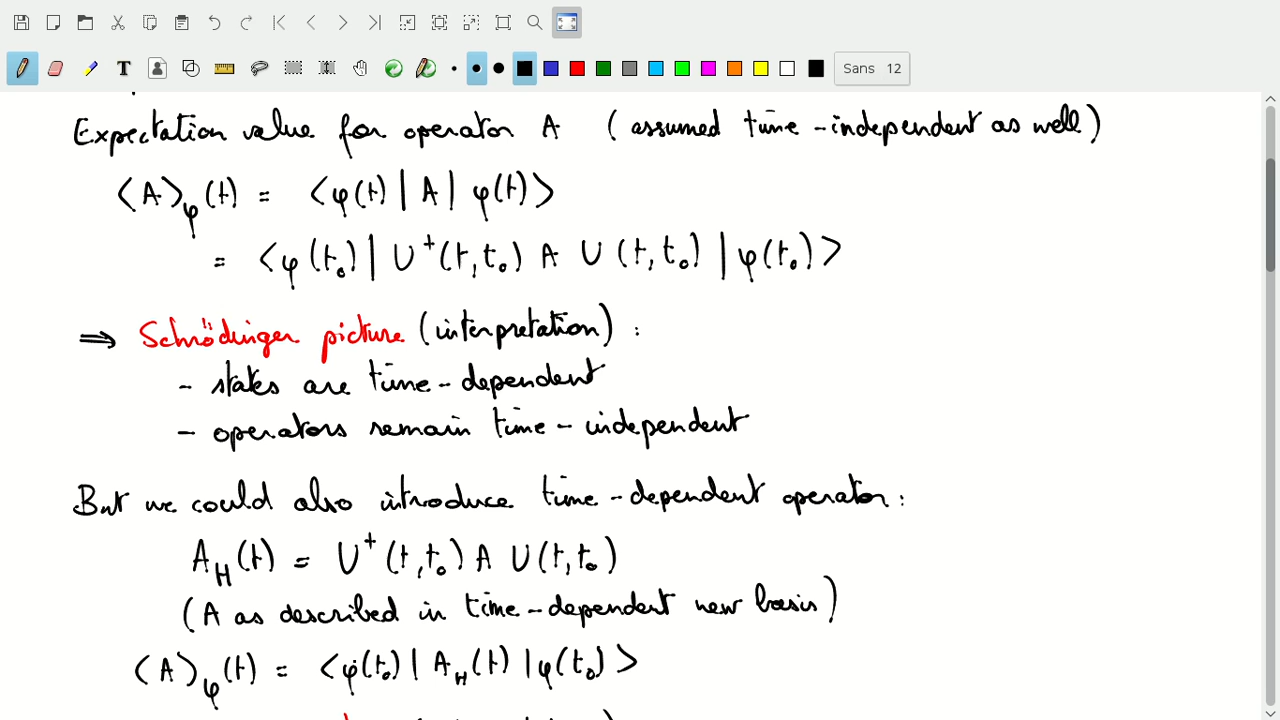 Sans 12
Expectation value for operator A (assumed time-independent as well)
⟨A⟩φ(t) = ⟨φ(t)|A|φ(t)⟩
= ⟨φ(t₀)|U⁺(t,t₀) A U(t,t₀)|φ(t₀)⟩
⇒ Schrödinger picture (interpretation) :
- states are time-dependent
- operators remain time-independent
But we could also introduce time-dependent operator:
A_H(t) = U⁺(t,t₀) A U(t,t₀)
(A as described in time-dependent new basis)
⟨A⟩φ(t) = ⟨φ(t₀)|A_H(t)|φ(t₀)⟩